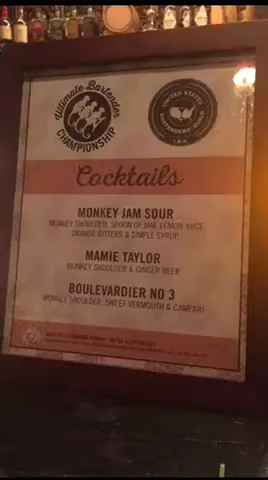 Ultimate Bartender
CHAMPIONSHIP
UNITED STATES
BARTENDERS' GUILD
Cocktails
MONKEY JAM SOUR
MONKEY SHOULDER, SPOON OF JAM, LEMON JUICE,
ORANGE BITTERS & SIMPLE SYRUP
MAMIE TAYLOR
MONKEY SHOULDER & GINGER BEER
BOULEVARDIER NO 3
MONKEY SHOULDER, SWEET VERMOUTH & CAMPARI